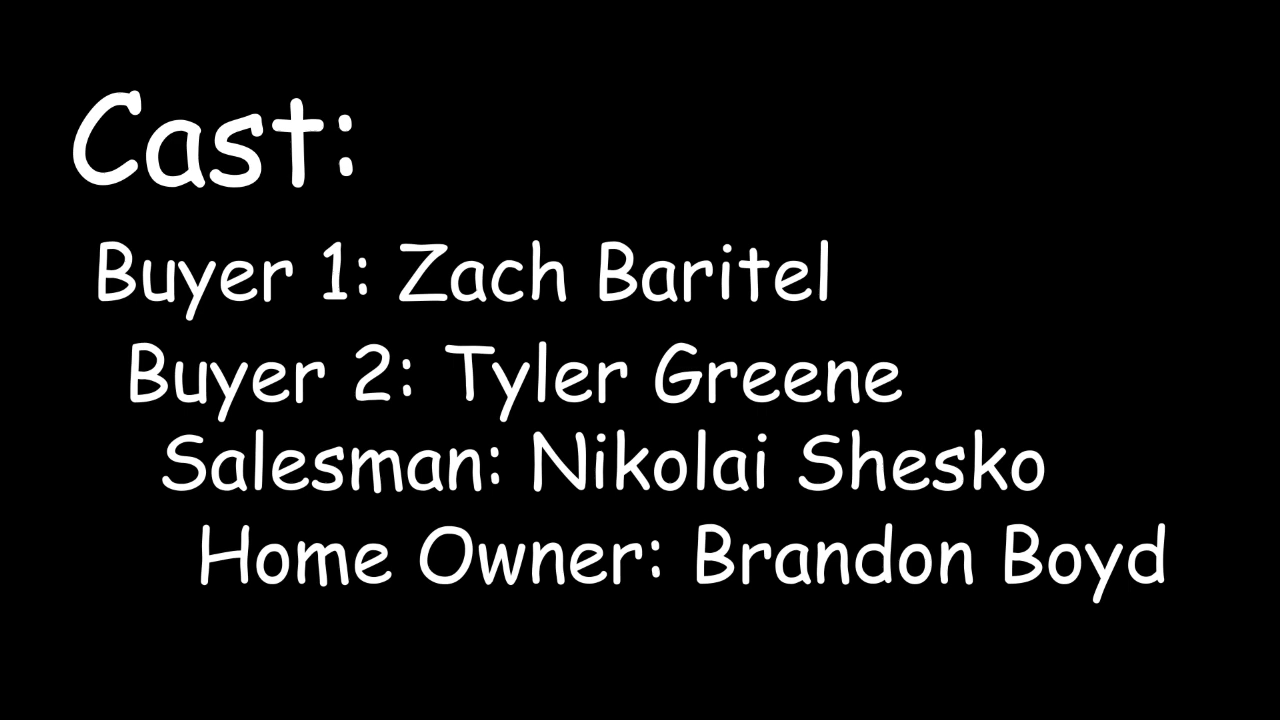 Cast:
Buyer 1: Zach Baritel
Buyer 2: Tyler Greene
Salesman: Nikolai Shesko
Home Owner: Brandon Boyd